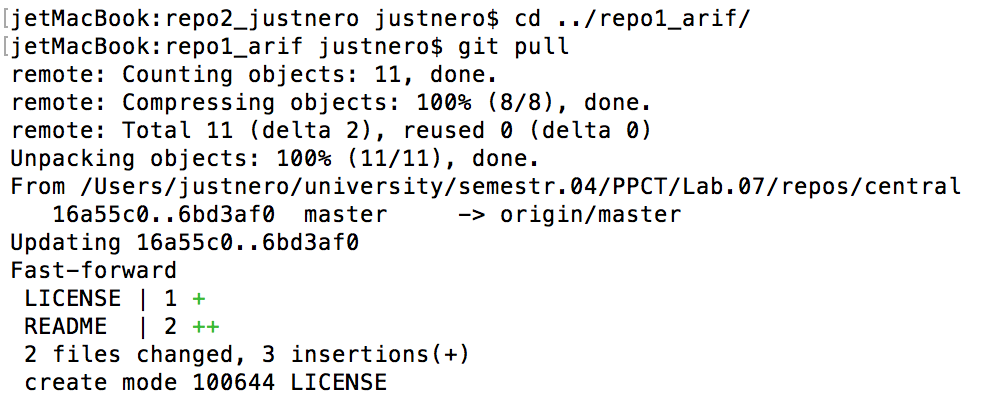 [jetMacBook:repo2_justnero justnero$ cd ../repo1_arif/
[jetMacBook:repo1_arif justnero$ git pull
remote: Counting objects: 11, done.
remote: Compressing objects: 100% (8/8), done.
remote: Total 11 (delta 2), reused 0 (delta 0)
Unpacking objects: 100% (11/11), done.
From /Users/justnero/university/semestr.04/PPCT/Lab.07/repos/central
   16a55c0..6bd3af0  master     -> origin/master
Updating 16a55c0..6bd3af0
Fast-forward
 LICENSE | 1 +
 README  | 2 ++
 2 files changed, 3 insertions(+)
 create mode 100644 LICENSE